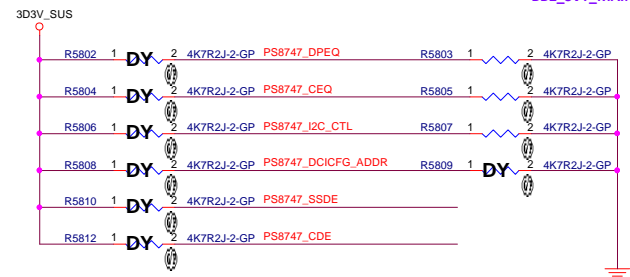 3D3V_SUS
R5802 1 DY 2 4K7R2J-2-GP PS8747_DPEQ R5803 1 2 4K7R2J-2-GP
R5804 1 DY 2 4K7R2J-2-GP PS8747_CEQ R5805 1 2 4K7R2J-2-GP
R5806 1 DY 2 4K7R2J-2-GP PS8747_I2C_CTL R5807 1 2 4K7R2J-2-GP
R5808 1 DY 2 4K7R2J-2-GP PS8747_DCICFG_ADDR R5809 1 DY 2 4K7R2J-2-GP
R5810 1 DY 2 4K7R2J-2-GP PS8747_SSDE
R5812 1 DY 2 4K7R2J-2-GP PS8747_CDE